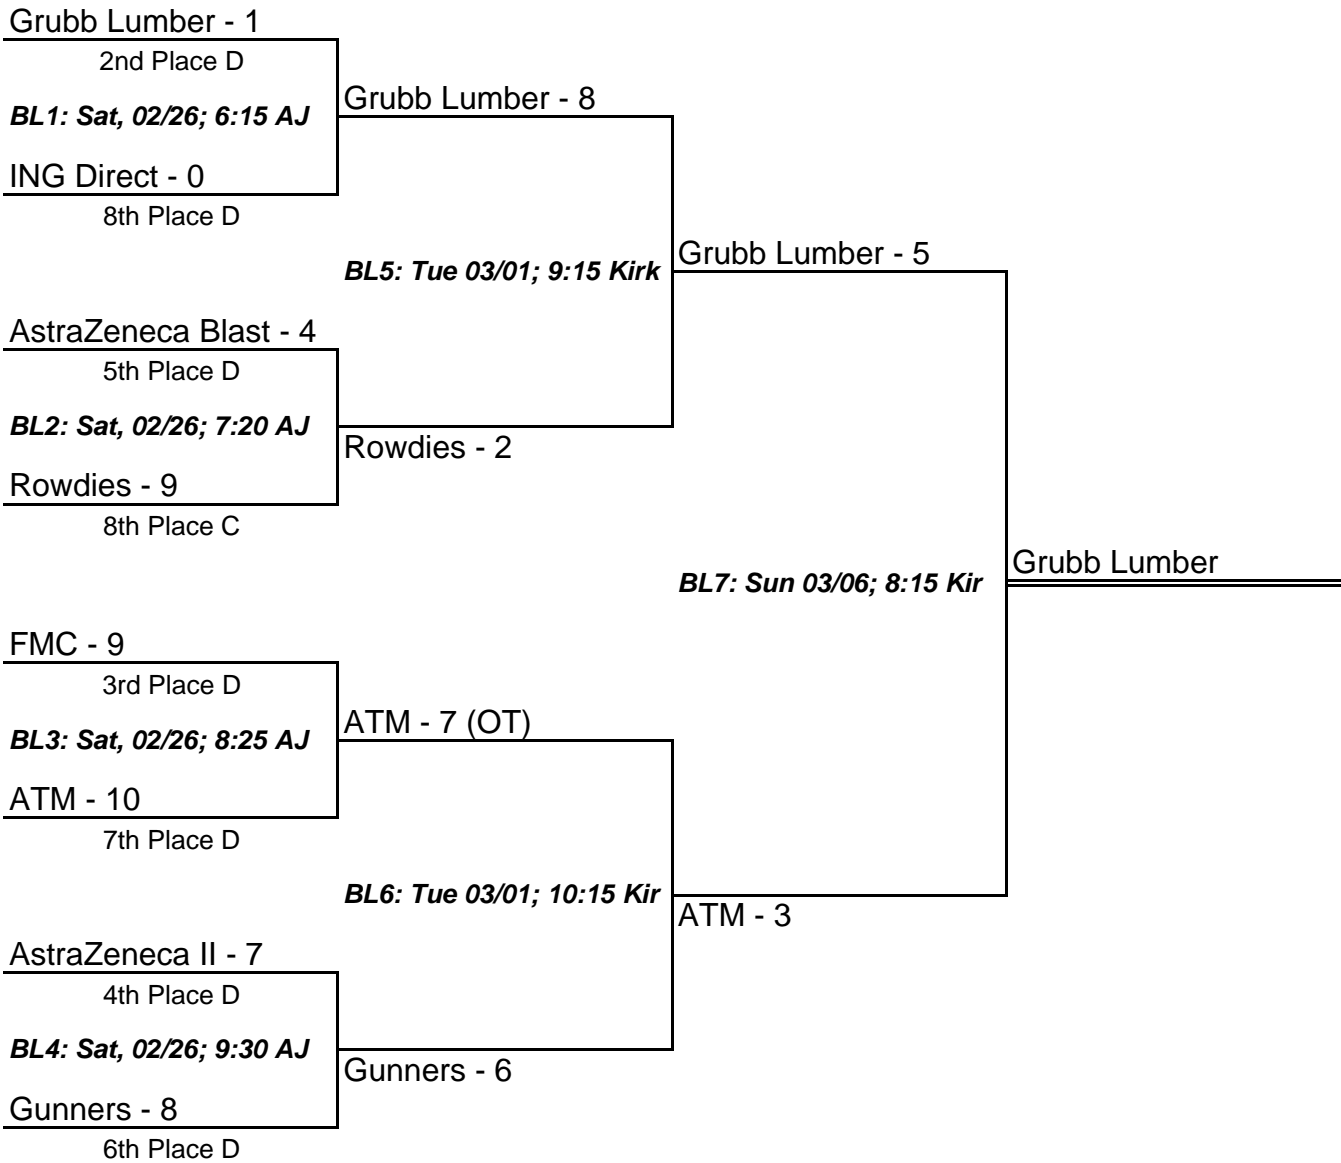 Grubb Lumber - 1
2nd Place D
BL1: Sat, 02/26; 6:15 AJ
ING Direct - 0
8th Place D
AstraZeneca Blast - 4
5th Place D
BL2: Sat, 02/26; 7:20 AJ
Rowdies - 9
8th Place C
FMC - 9
3rd Place D
BL3: Sat, 02/26; 8:25 AJ
ATM - 10
7th Place D
AstraZeneca II - 7
4th Place D
BL4: Sat, 02/26; 9:30 AJ
Gunners - 8
6th Place D
Grubb Lumber - 8
BL5: Tue 03/01; 9:15 Kirk
Rowdies - 2
ATM - 7 (OT)
BL6: Tue 03/01; 10:15 Kir
Gunners - 6
Grubb Lumber - 5
BL7: Sun 03/06; 8:15 Kir
ATM - 3
Grubb Lumber